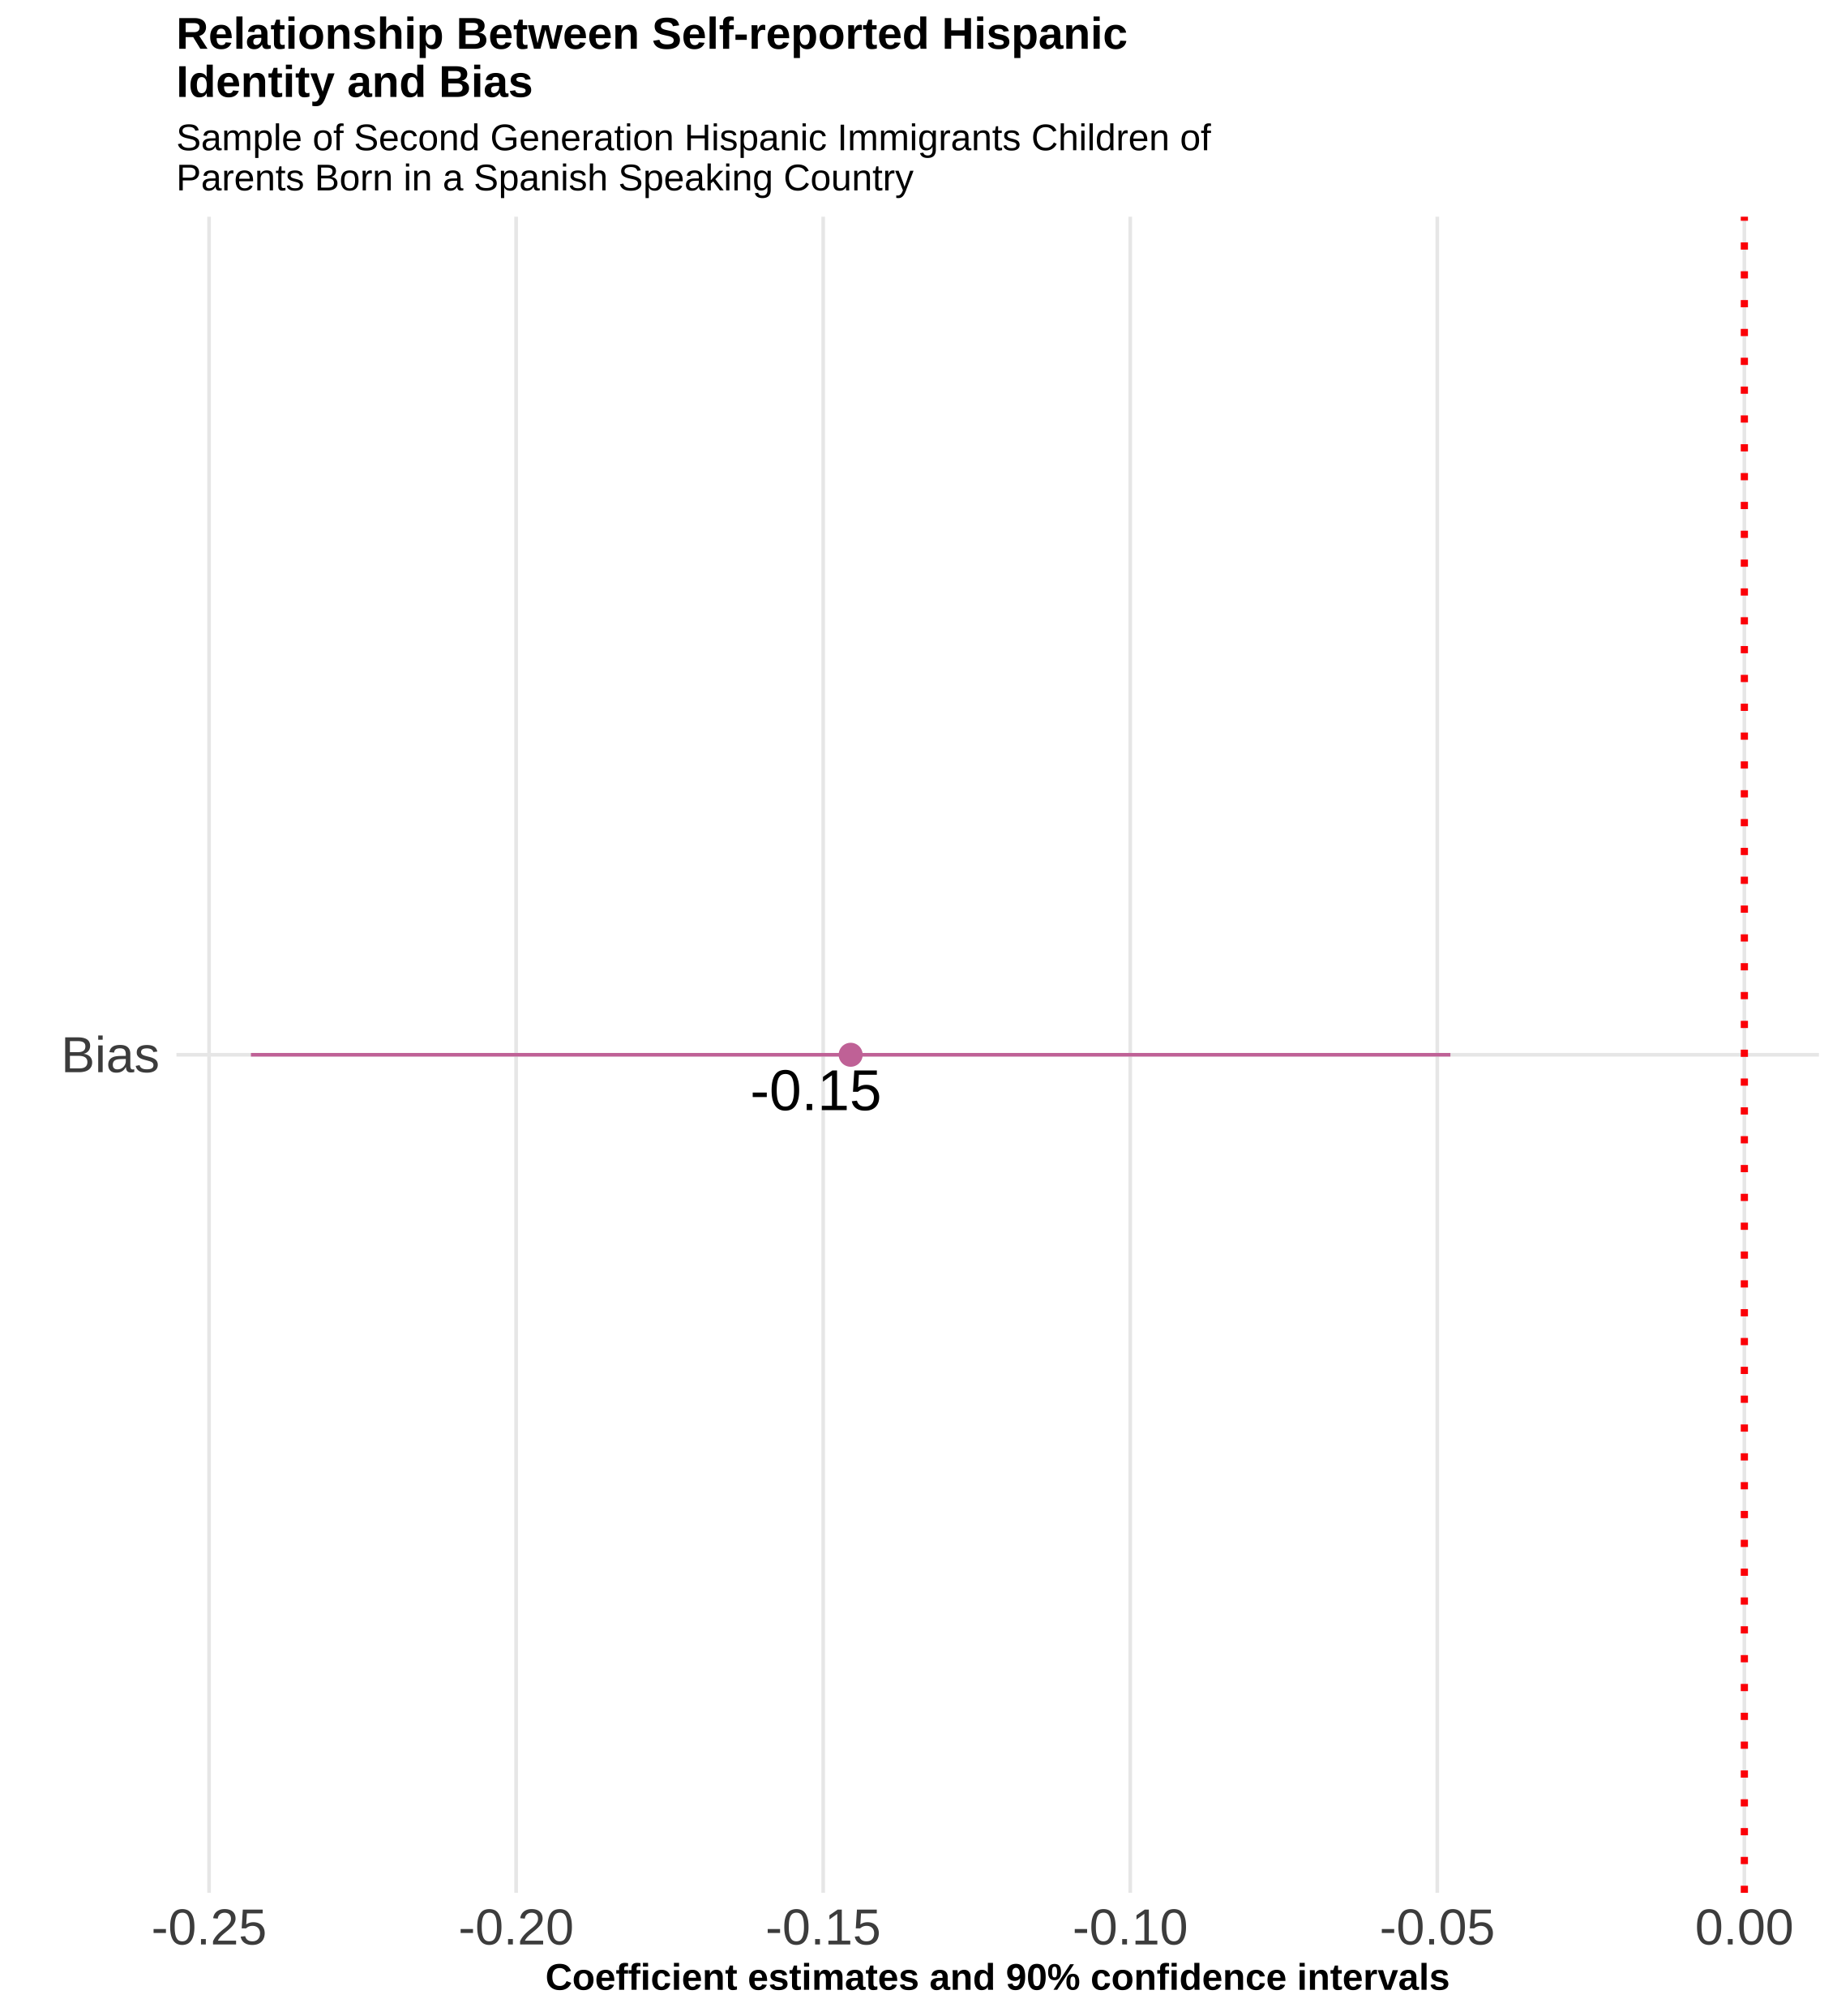 Relationship Between Self-reported Hispanic
Identity and Bias
Sample of Second Generation Hispanic Immigrants Children of
Parents Born in a Spanish Speaking Country
Bias
-0.15
-0.25 -0.20 -0.15 -0.10 -0.05 0.00
Coefficient estimates and 90% confidence intervals